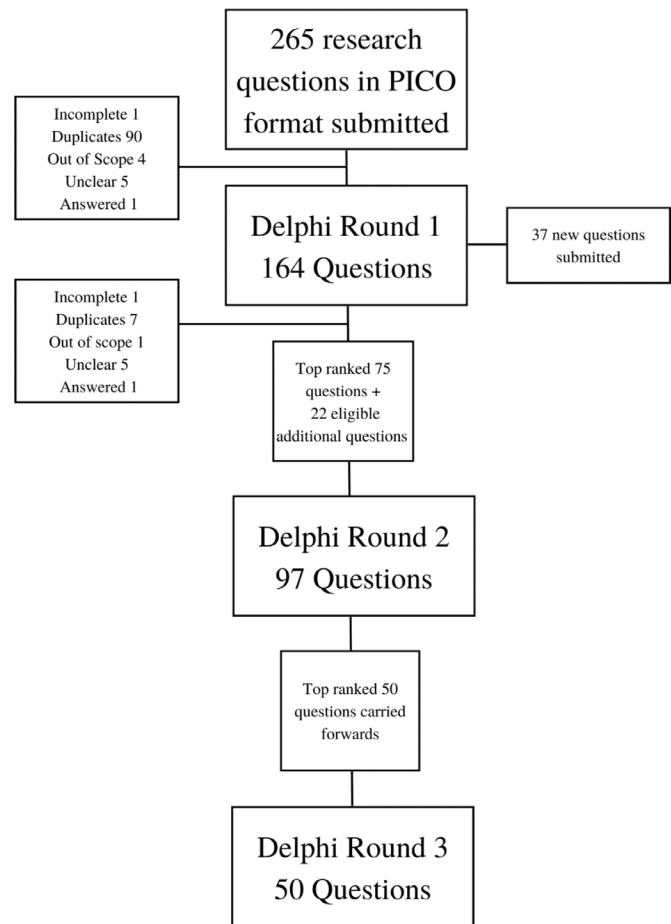 265 research
questions in PICO
format submitted
Incomplete 1
Duplicates 90
Out of Scope 4
Unclear 5
Answered 1
Delphi Round 1
164 Questions
37 new questions
submitted
Incomplete 1
Duplicates 7
Out of scope 1
Unclear 5
Answered 1
Top ranked 75
questions +
22 eligible
additional questions
Delphi Round 2
97 Questions
Top ranked 50
questions carried
forwards
Delphi Round 3
50 Questions